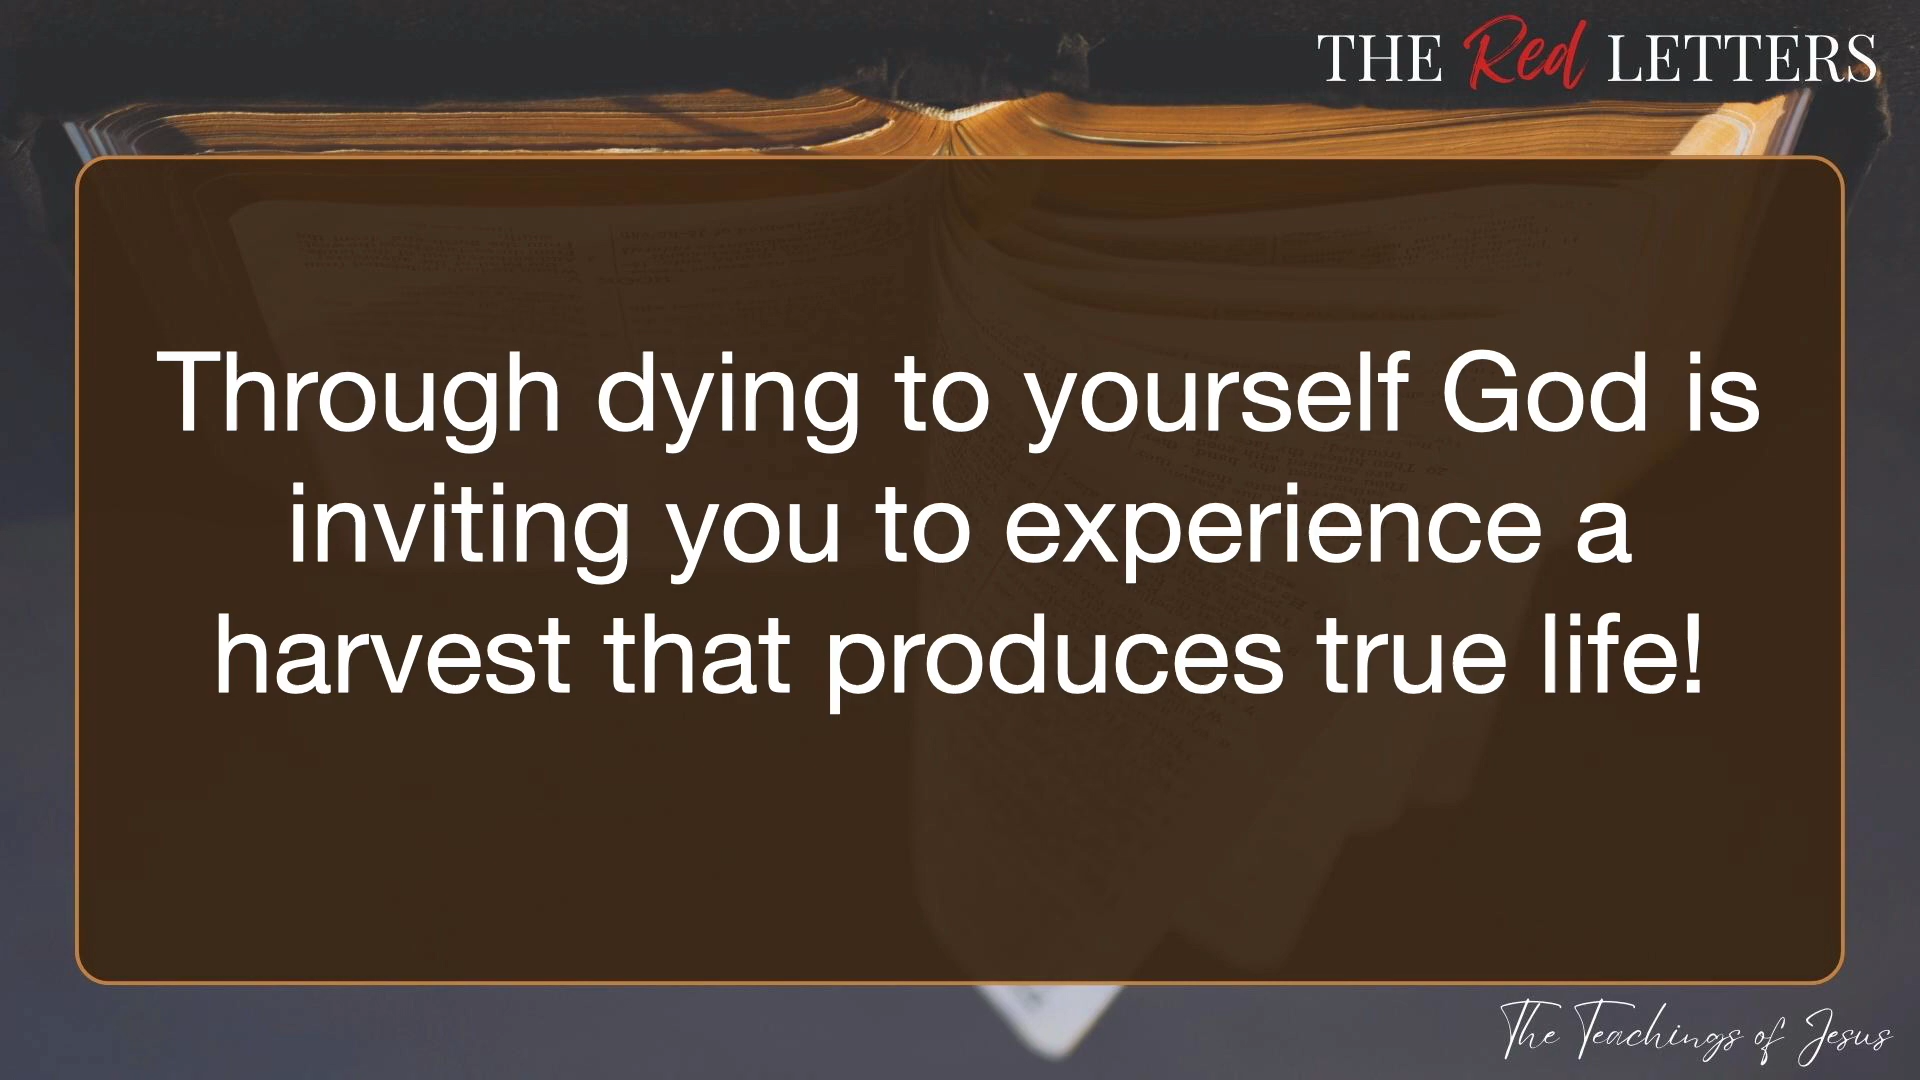 THE Red LETTERS
Through dying to yourself God is
inviting you to experience a
harvest that produces true life!
The Teachings of Jesus